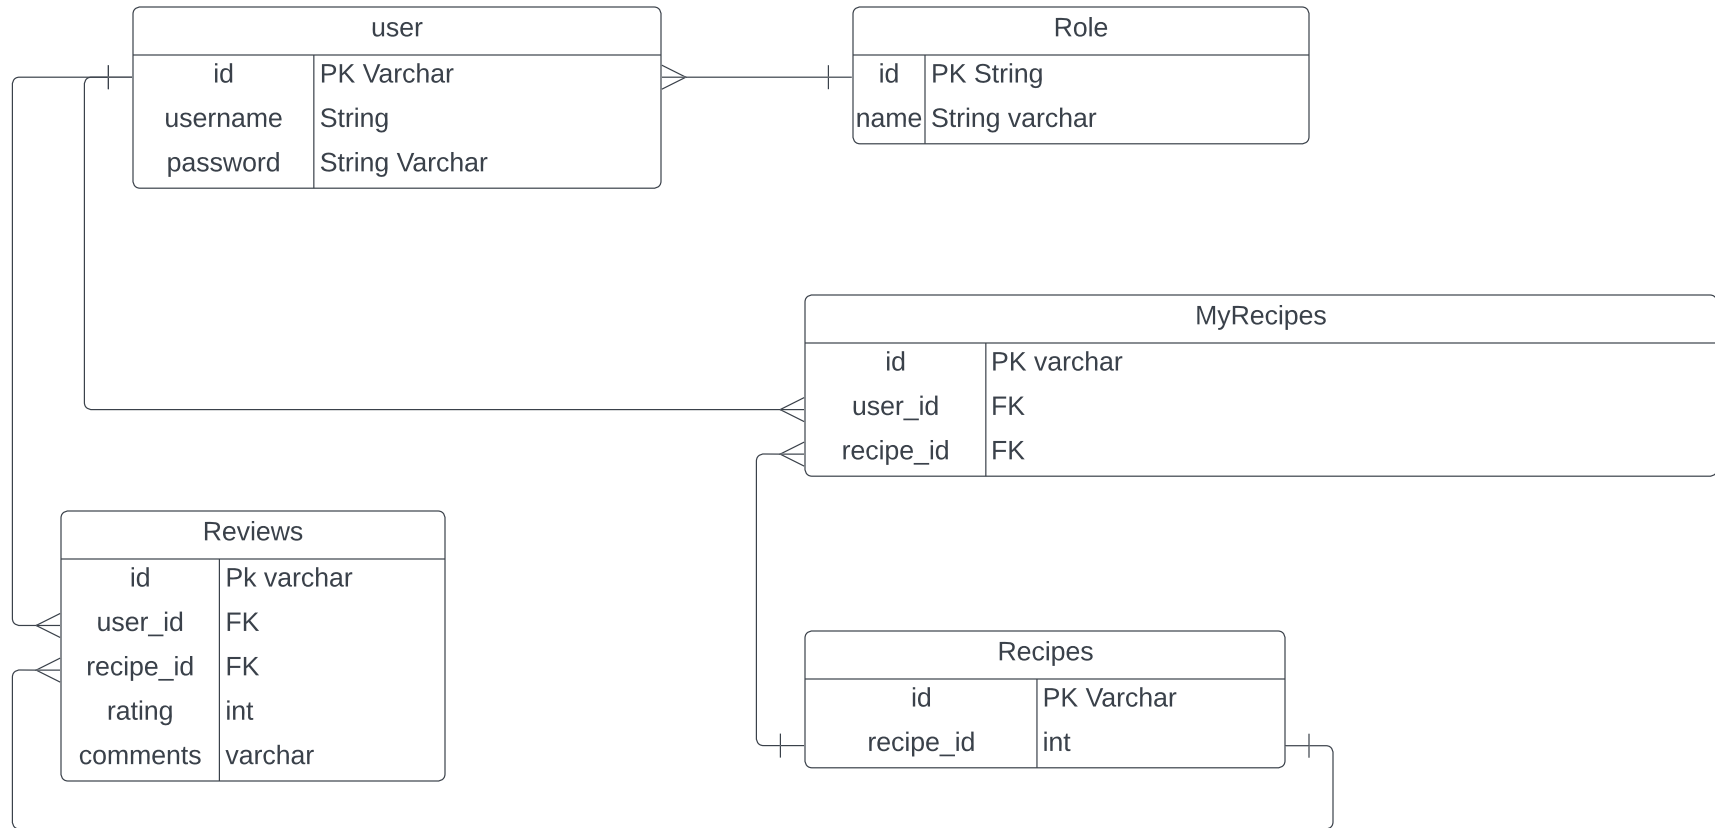 user
id PK Varchar
username String
password String Varchar
Role
id PK String
name String varchar
MyRecipes
id PK varchar
user_id FK
recipe_id FK
Reviews
id Pk varchar
user_id FK
recipe_id FK
rating int
comments varchar
Recipes
id PK Varchar
recipe_id int